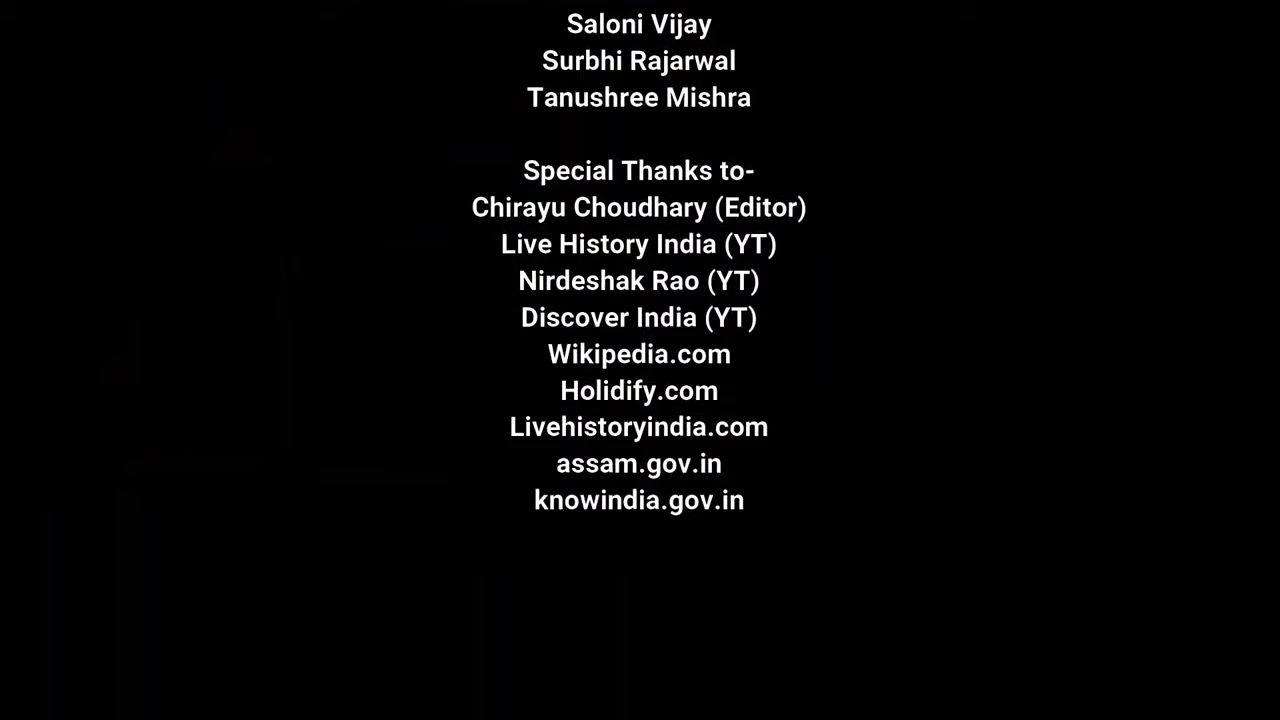 Saloni Vijay
Surbhi Rajarwal
Tanushree Mishra
Special Thanks to-
Chirayu Choudhary (Editor)
Live History India (YT)
Nirdeshak Rao (YT)
Discover India (YT)
Wikipedia.com
Holidify.com
Livehistoryindia.com
assam.gov.in
knowindia.gov.in